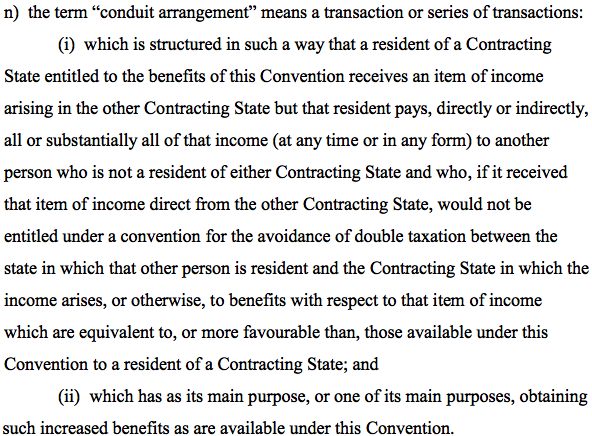 n) the term “conduit arrangement” means a transaction or series of transactions:
(i) which is structured in such a way that a resident of a Contracting
State entitled to the benefits of this Convention receives an item of income
arising in the other Contracting State but that resident pays, directly or indirectly,
all or substantially all of that income (at any time or in any form) to another
person who is not a resident of either Contracting State and who, if it received
that item of income direct from the other Contracting State, would not be
entitled under a convention for the avoidance of double taxation between the
state in which that other person is resident and the Contracting State in which the
income arises, or otherwise, to benefits with respect to that item of income
which are equivalent to, or more favourable than, those available under this
Convention to a resident of a Contracting State; and
(ii) which has as its main purpose, or one of its main purposes, obtaining
such increased benefits as are available under this Convention.